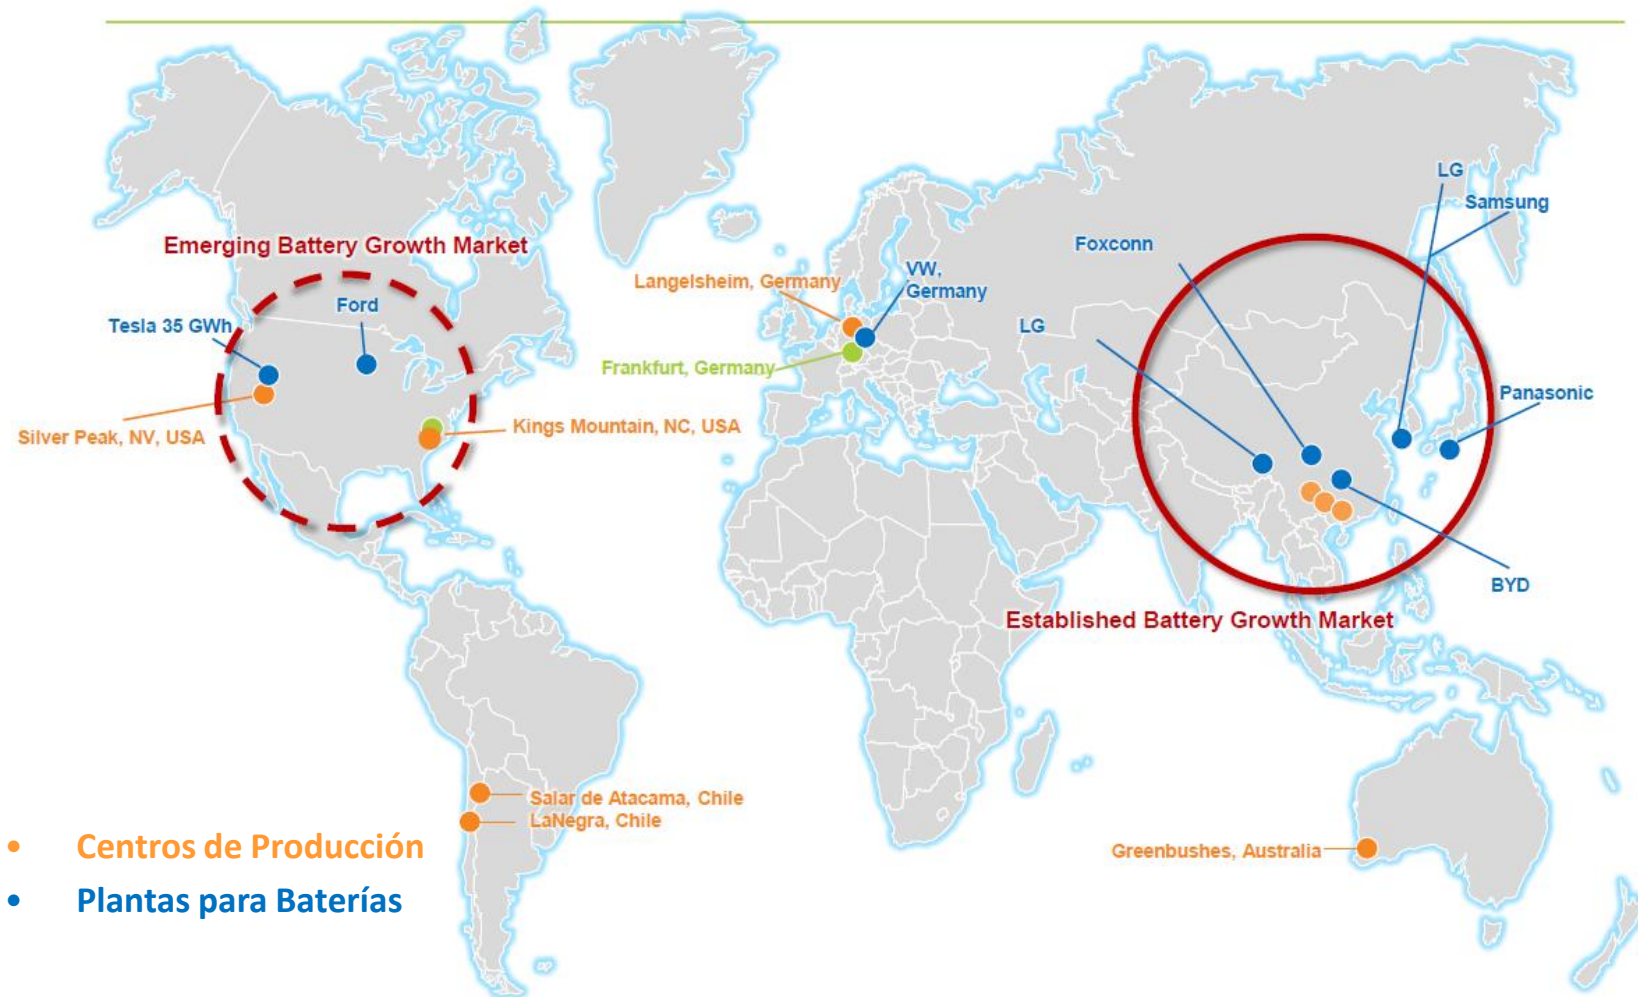 LG
Samsung
Emerging Battery Growth Market
Foxconn
Langelsheim, Germany
VW,
Germany
Ford
Tesla 35 GWh
LG
Frankfurt, Germany
Panasonic
Silver Peak, NV, USA
Kings Mountain, NC, USA
BYD
Established Battery Growth Market
Salar de Atacama, Chile
LaNegra, Chile
Greenbushes, Australia
• Centros de Producción
• Plantas para Baterías